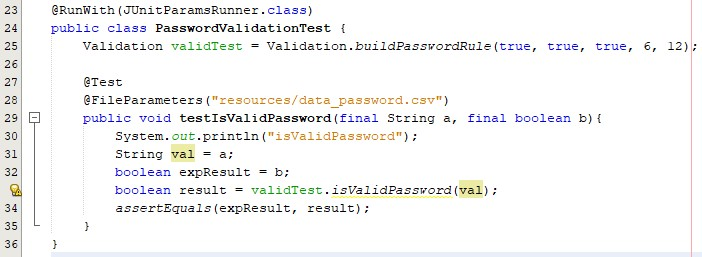 23 @RunWith(JUnitParamsRunner.class)
24 public class PasswordValidationTest {
25 Validation validTest = Validation.buildPasswordRule(true, true, true, 6, 12);
26
27 @Test
28 @FileParameters("resources/data_password.csv")
29 public void testIsValidPassword(final String a, final boolean b){
30 System.out.println("isValidPassword");
31 String val = a;
32 boolean expResult = b;
boolean result = validTest.isValidPassword(val);
34 assertEquals(expResult, result);
35 }
36 }